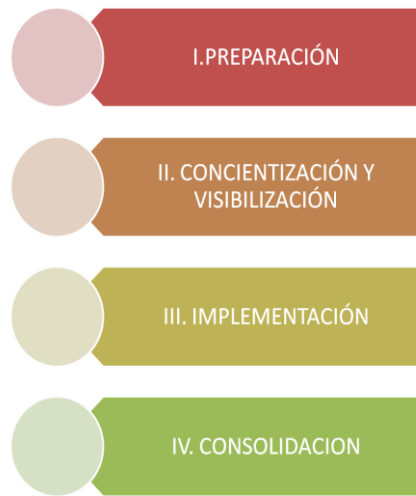 I.PREPARACIÓN
II. CONCIENTIZACIÓN Y
VISIBILIZACIÓN
III. IMPLEMENTACIÓN
IV. CONSOLIDACION